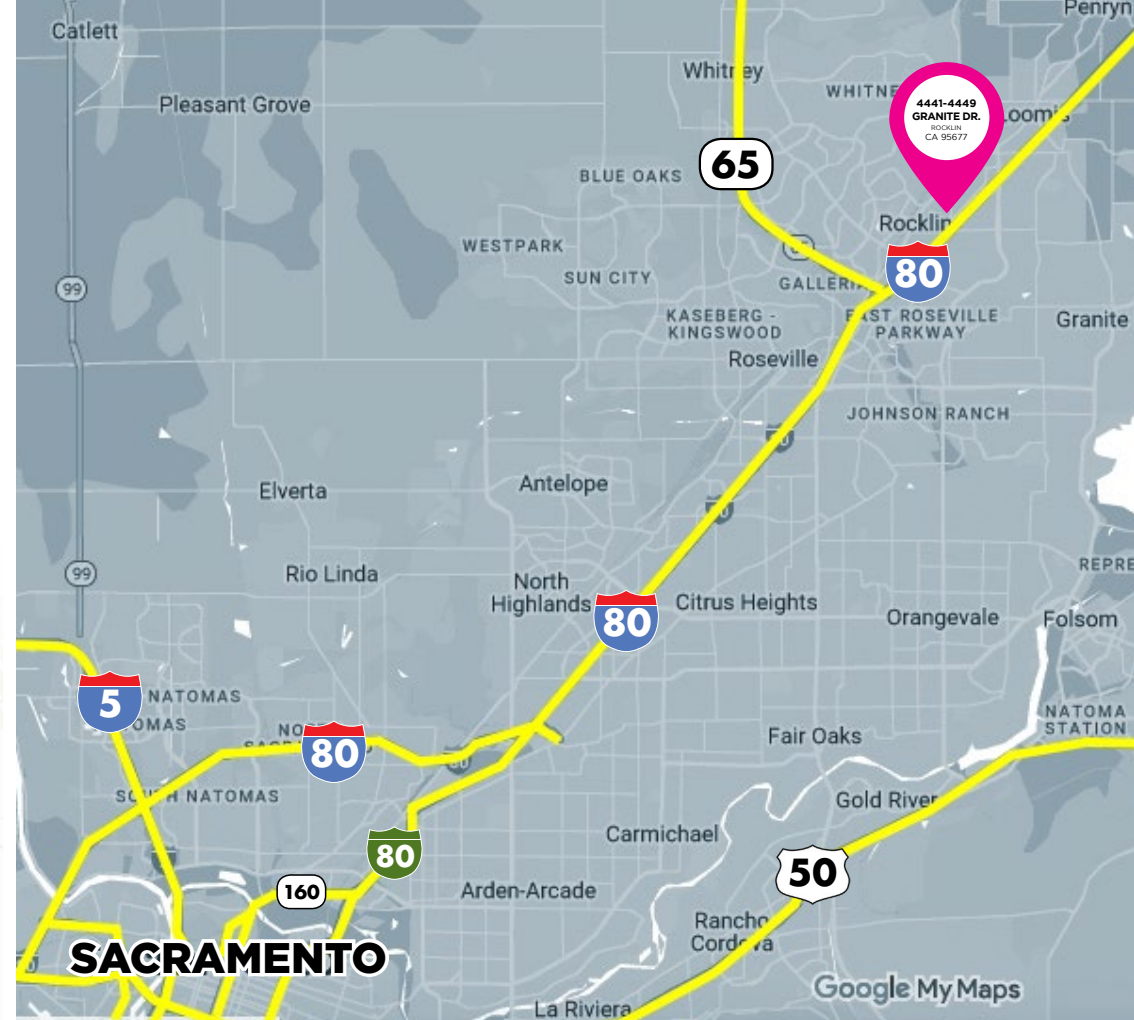 Catlett
Penryn
Pleasant Grove
Whitney
WHITNE
4441-4449
GRANITE DR.
ROCKLIN
CA 95677
Loomis
65
BLUE OAKS
Rocklin
WESTPARK
SUN CITY
GALLERIA
80
99
KASEBERG -
KINGSWOOD
EAST ROSEVILLE
PARKWAY
Granite
Roseville
JOHNSON RANCH
Elverta
Antelope
99
Rio Linda
North
Highlands
80
Citrus Heights
REPRE
Orangevale
Folsom
5
NATOMAS
OMAS
80
NATOMA
STATION
Fair Oaks
SOUTH NATOMAS
Gold River
Carmichael
80
160
Arden-Arcade
50
Rancho
Cordova
SACRAMENTO
Google My Maps
La Riviera